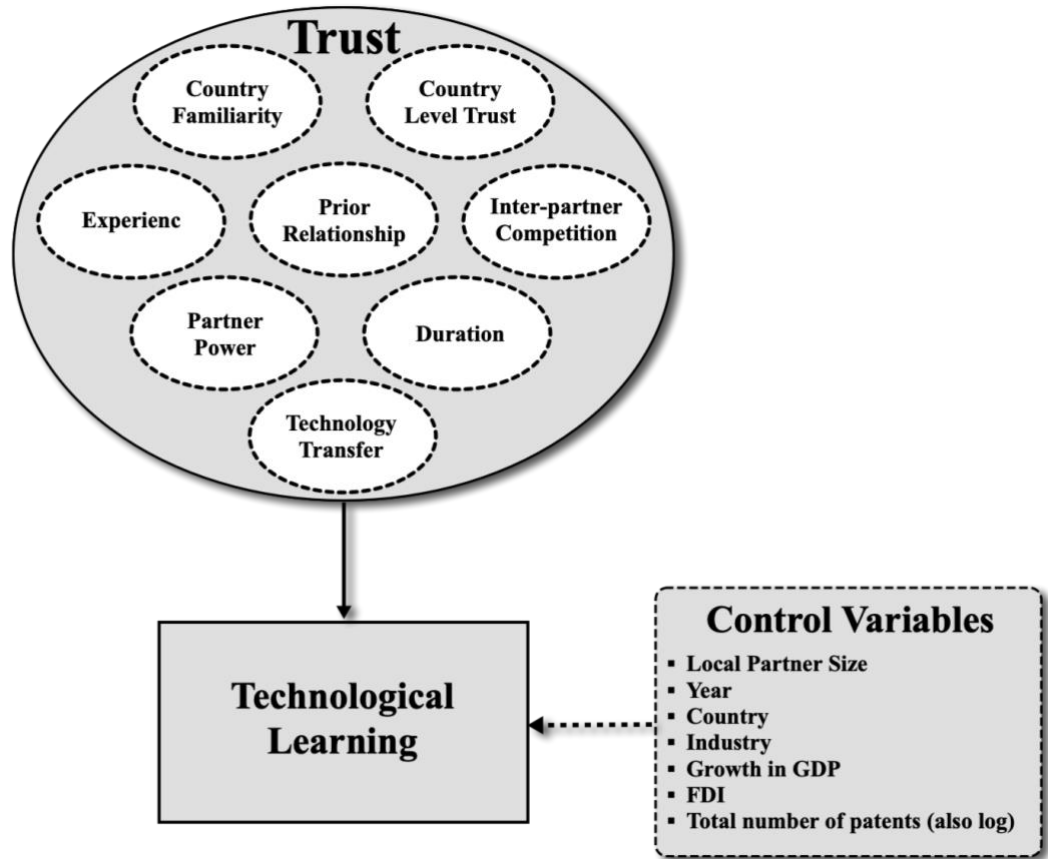 Trust
Country
Familiarity
Country
Level Trust
Experienc
Prior
Relationship
Inter-partner
Competition
Partner
Power
Duration
Technology
Transfer
Technological
Learning
Control Variables
▪ Local Partner Size
▪ Year
▪ Country
▪ Industry
▪ Growth in GDP
▪ FDI
▪ Total number of patents (also log)